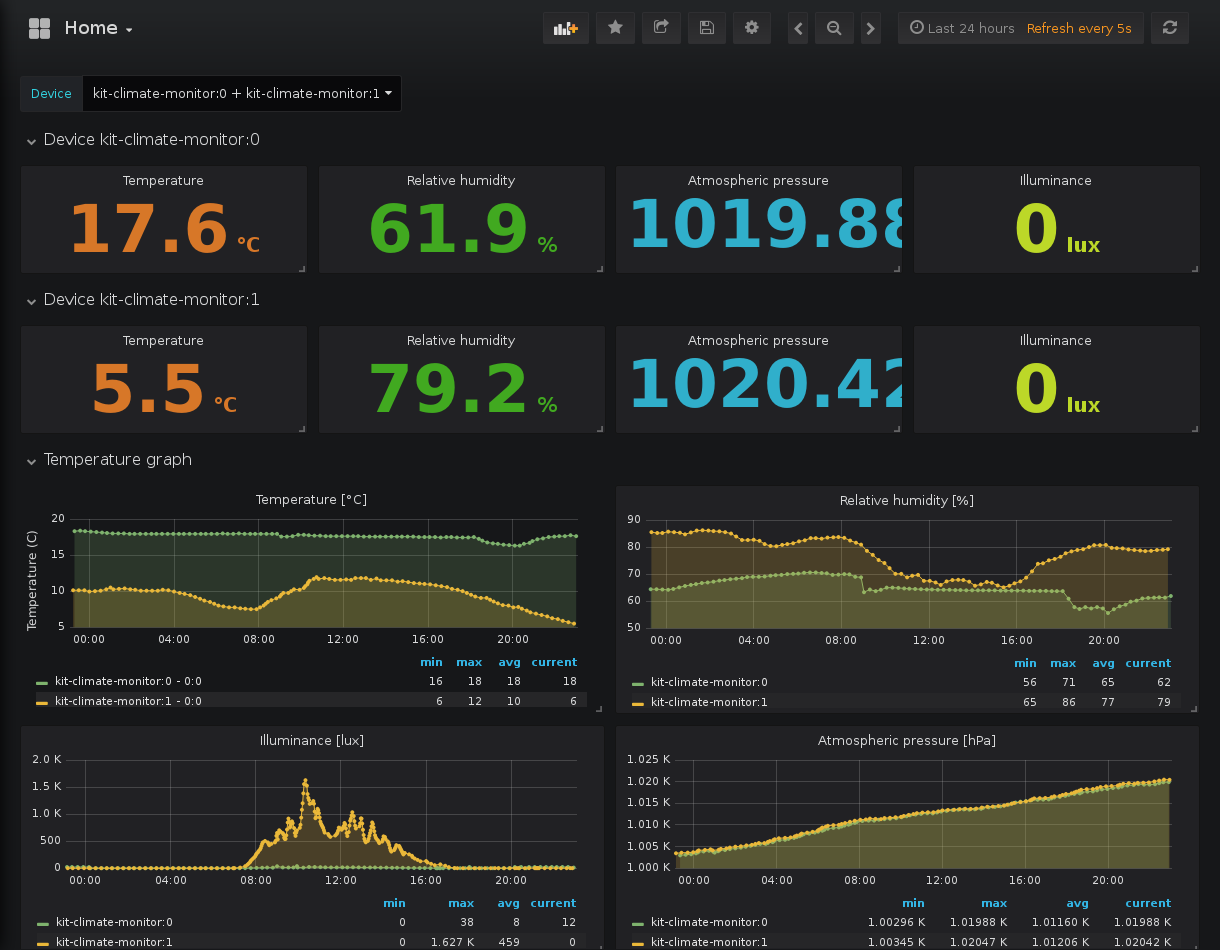 Home
Last 24 hours Refresh every 5s
Device kit-climate-monitor:0 + kit-climate-monitor:1
Device kit-climate-monitor:0
Temperature Relative humidity Atmospheric pressure Illuminance
17.6 °C 61.9 % 1019.88 0 lux
Device kit-climate-monitor:1
Temperature Relative humidity Atmospheric pressure Illuminance
5.5 °C 79.2 % 1020.42 0 lux
Temperature graph
Temperature [°C]
Temperature (C)
20
15
10
5
00:00 04:00 08:00 12:00 16:00 20:00
min max avg current
kit-climate-monitor:0 - 0:0 16 18 18 18
kit-climate-monitor:1 - 0:0 6 12 10 6
Relative humidity [%]
90
80
70
60
50
00:00 04:00 08:00 12:00 16:00 20:00
min max avg current
kit-climate-monitor:0 56 71 65 62
kit-climate-monitor:1 65 86 77 79
Illuminance [lux]
2.0 K
1.5 K
1.0 K
500
0
00:00 04:00 08:00 12:00 16:00 20:00
min max avg current
kit-climate-monitor:0 0 38 8 12
kit-climate-monitor:1 0 1.627 K 459 0
Atmospheric pressure [hPa]
1.025 K
1.020 K
1.015 K
1.010 K
1.005 K
1.000 K
00:00 04:00 08:00 12:00 16:00 20:00
min max avg current
kit-climate-monitor:0 1.00296 K 1.01988 K 1.01160 K 1.01988 K
kit-climate-monitor:1 1.00345 K 1.02047 K 1.01206 K 1.02042 K